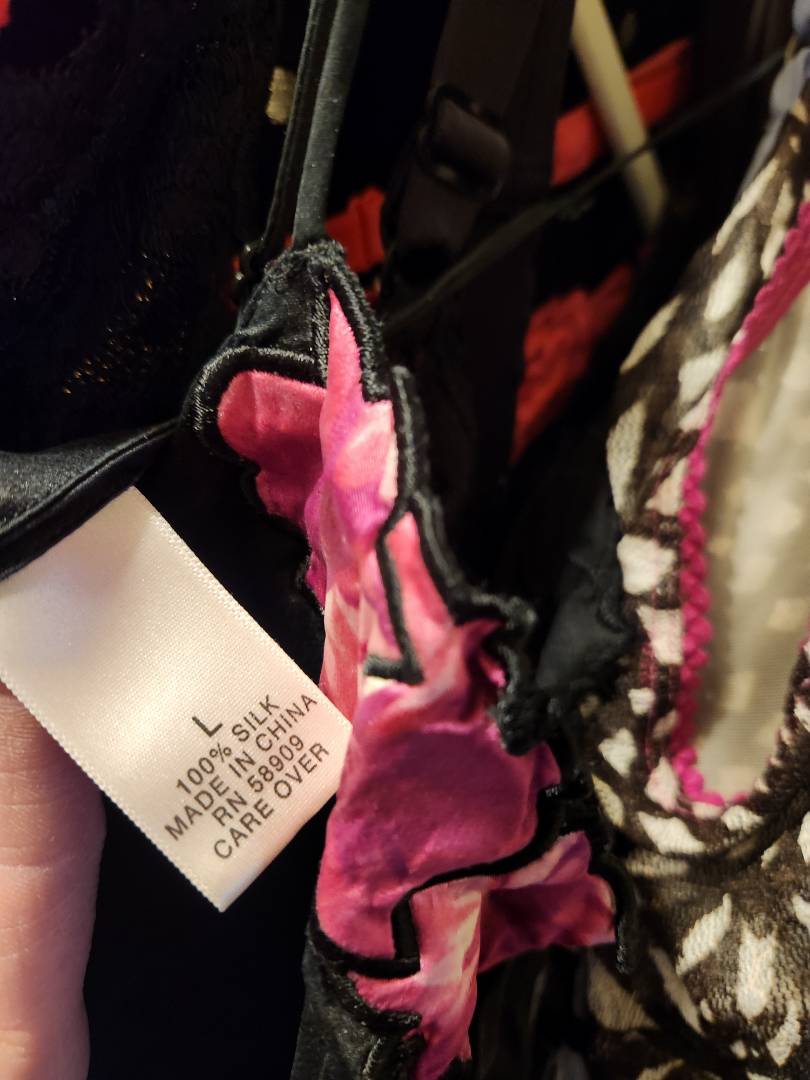 L
100% SILK
MADE IN CHINA
RN 58909
CARE OVER